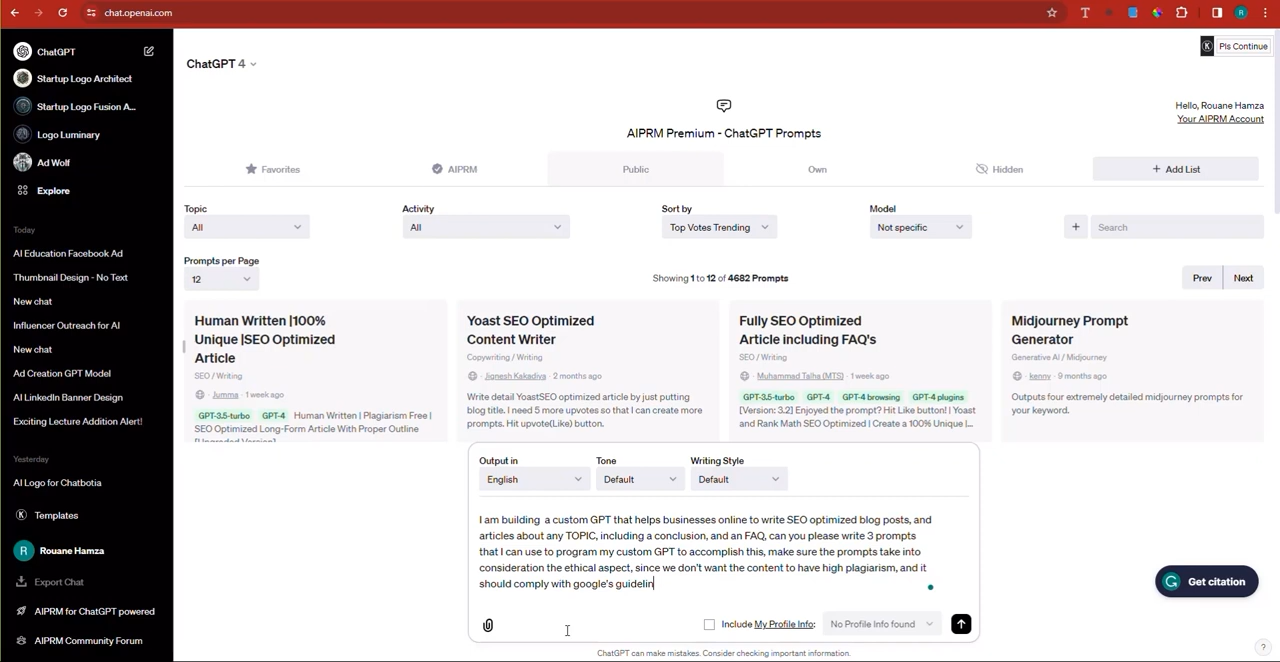 chat.openai.com
ChatGPT
Startup Logo Architect
Startup Logo Fusion A...
Logo Luminary
Ad Wolf
Explore
Today
AI Education Facebook Ad
Thumbnail Design - No Text
New chat
Influencer Outreach for AI
New chat
Ad Creation GPT Model
AI LinkedIn Banner Design
Exciting Lecture Addition Alert!
Yesterday
AI Logo for Chatbotia
Templates
R Rouane Hamza
Export Chat
AIPRM for ChatGPT powered
AIPRM Community Forum
ChatGPT 4
Pls Continue
Hello, Rouane Hamza
Your AIPRM Account
AIPRM Premium - ChatGPT Prompts
Favorites AIPRM Public Own Hidden + Add List
Topic Activity Sort by Model
All All Top Votes Trending Not specific + Search
Prompts per Page
12 Showing 1 to 12 of 4682 Prompts Prev Next
Human Written |100%
Unique |SEO Optimized
Article
SEO / Writing
Jumma · 1 week ago
GPT-3.5-turbo GPT-4 Human Written | Plagiarism Free |
SEO Optimized Long-Form Article With Proper Outline
[Upgraded Version]
Yoast SEO Optimized
Content Writer
Copywriting / Writing
Jignesh Kakadiya · 2 months ago
Write detail YoastSEO optimized article by just putting
blog title. I need 5 more upvotes so that I can create more
prompts. Hit upvote(Like) button.
Fully SEO Optimized
Article including FAQ's
SEO / Writing
Muhammad Talha (MTS) · 1 week ago
GPT-3.5-turbo GPT-4 GPT-4 browsing GPT-4 plugins
[Version: 3.2] Enjoyed the prompt? Hit Like button! | Yoast
and Rank Math SEO Optimized | Create a 100% Unique |...
Midjourney Prompt
Generator
Generative AI / Midjourney
kenny · 9 months ago
Outputs four extremely detailed midjourney prompts for
your keyword.
Output in Tone Writing Style
English Default Default
I am building a custom GPT that helps businesses online to write SEO optimized blog posts, and
articles about any TOPIC, including a conclusion, and an FAQ, can you please write 3 prompts
that I can use to program my custom GPT to accomplish this, make sure the prompts take into
consideration the ethical aspect, since we don't want the content to have high plagiarism, and it
should comply with google's guidelin
Include My Profile Info: No Profile Info found
Get citation
ChatGPT can make mistakes. Consider checking important information.
?